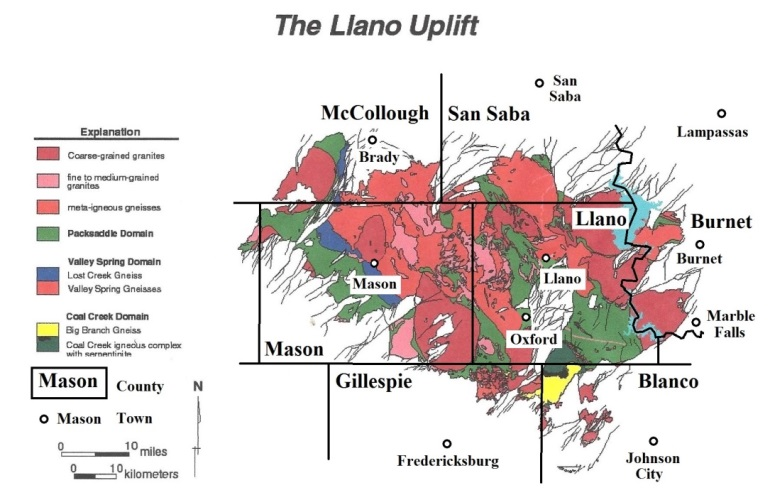 The Llano Uplift
Explanation
Coarse-grained granites
fine to medium-grained
granites
meta-igneous gneisses
Packsaddle Domain
Valley Spring Domain
Lost Creek Gneiss
Valley Spring Gneisses
Coal Creek Domain
Big Branch Gneiss
Coal Creek igneous complex
with serpentinite
Mason County
Mason Town
N
0 10 miles
0 10 kilometers
McCollough
San Saba
San
Saba
Lampassas
Brady
Llano
Burnet
Burnet
Mason
Llano
Marble
Falls
Oxford
Mason
Gillespie
Blanco
Fredericksburg
Johnson
City